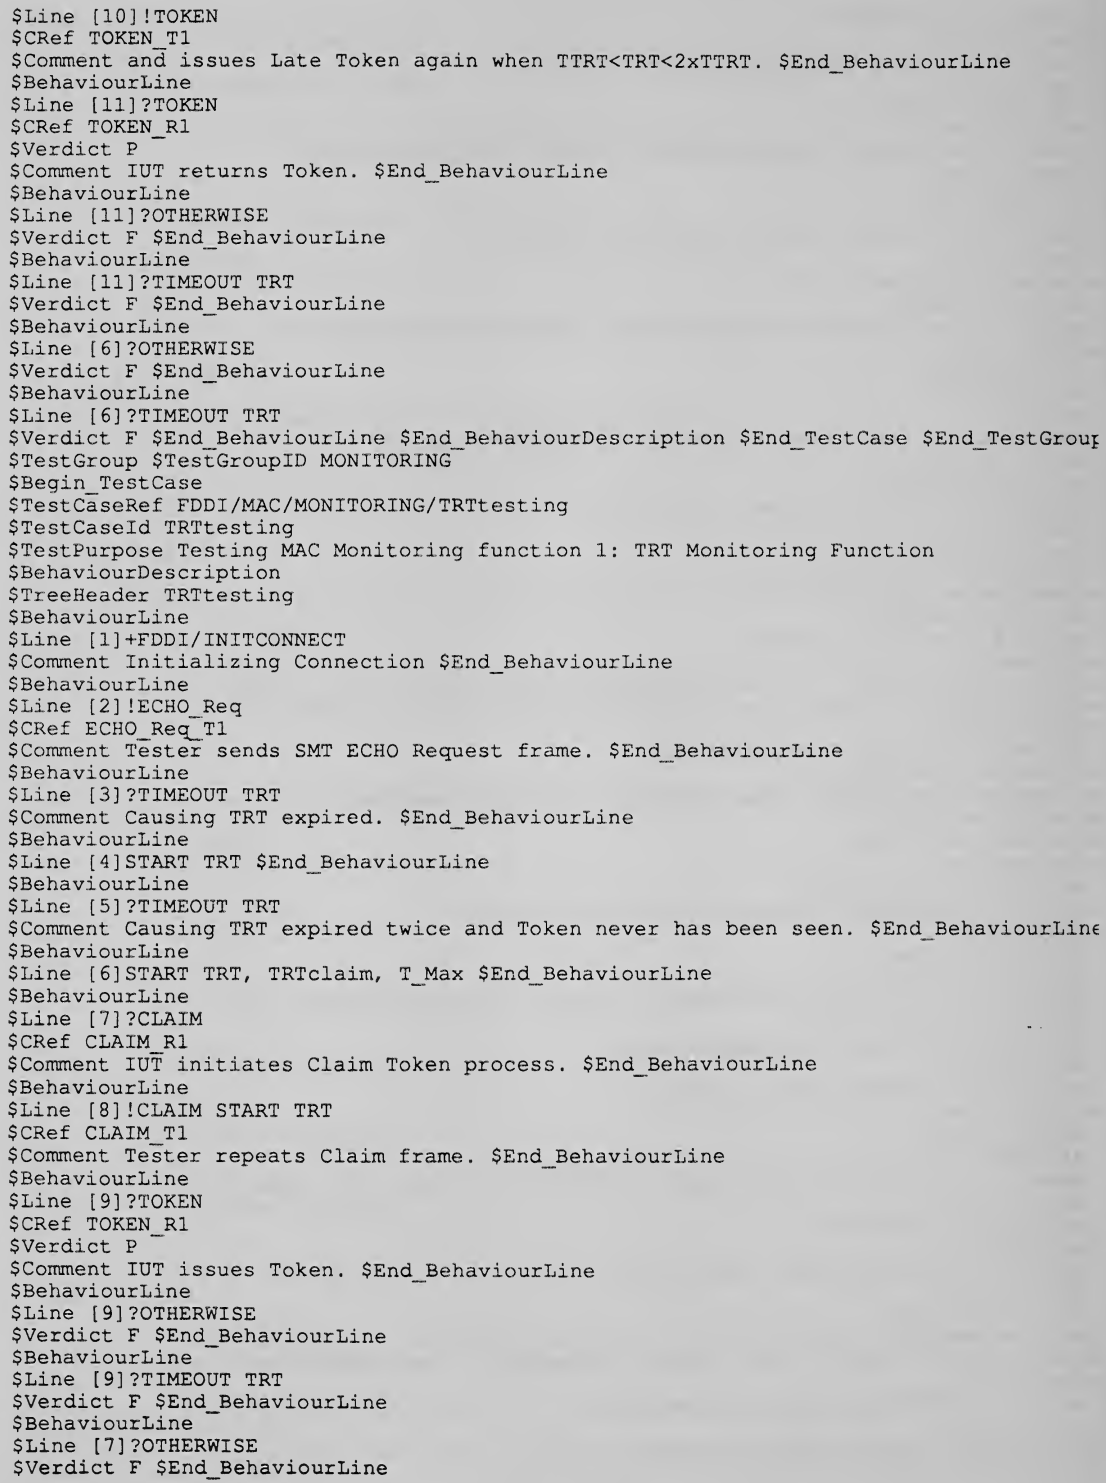 $Line [10]!TOKEN
$CRef TOKEN_T1
$Comment and issues Late Token again when TTRT<TRT<2xTTRT. $End_BehaviourLine
$BehaviourLine
$Line [11]?TOKEN
$CRef TOKEN_R1
$Verdict P
$Comment IUT returns Token. $End_BehaviourLine
$BehaviourLine
$Line [11]?OTHERWISE
$Verdict F $End_BehaviourLine
$BehaviourLine
$Line [11]?TIMEOUT TRT
$Verdict F $End_BehaviourLine
$BehaviourLine
$Line [6]?OTHERWISE
$Verdict F $End_BehaviourLine
$BehaviourLine
$Line [6]?TIMEOUT TRT
$Verdict F $End_BehaviourLine $End_BehaviourDescription $End_TestCase $End_TestGroup
$TestGroup $TestGroupID MONITORING
$Begin_TestCase
$TestCaseRef FDDI/MAC/MONITORING/TRTtesting
$TestCaseId TRTtesting
$TestPurpose Testing MAC Monitoring function 1: TRT Monitoring Function
$BehaviourDescription
$TreeHeader TRTtesting
$BehaviourLine
$Line [1]+FDDI/INITCONNECT
$Comment Initializing Connection $End_BehaviourLine
$BehaviourLine
$Line [2]!ECHO_Req
$CRef ECHO_Req_T1
$Comment Tester sends SMT ECHO Request frame. $End_BehaviourLine
$BehaviourLine
$Line [3]?TIMEOUT TRT
$Comment Causing TRT expired. $End_BehaviourLine
$BehaviourLine
$Line [4]START TRT $End_BehaviourLine
$BehaviourLine
$Line [5]?TIMEOUT TRT
$Comment Causing TRT expired twice and Token never has been seen. $End_BehaviourLine
$BehaviourLine
$Line [6]START TRT, TRTclaim, T_Max $End_BehaviourLine
$BehaviourLine
$Line [7]?CLAIM
$CRef CLAIM_R1
$Comment IUT initiates Claim Token process. $End_BehaviourLine
$BehaviourLine
$Line [8]!CLAIM START TRT
$CRef CLAIM_T1
$Comment Tester repeats Claim frame. $End_BehaviourLine
$BehaviourLine
$Line [9]?TOKEN
$CRef TOKEN_R1
$Verdict P
$Comment IUT issues Token. $End_BehaviourLine
$BehaviourLine
$Line [9]?OTHERWISE
$Verdict F $End_BehaviourLine
$BehaviourLine
$Line [9]?TIMEOUT TRT
$Verdict F $End_BehaviourLine
$BehaviourLine
$Line [7]?OTHERWISE
$Verdict F $End_BehaviourLine